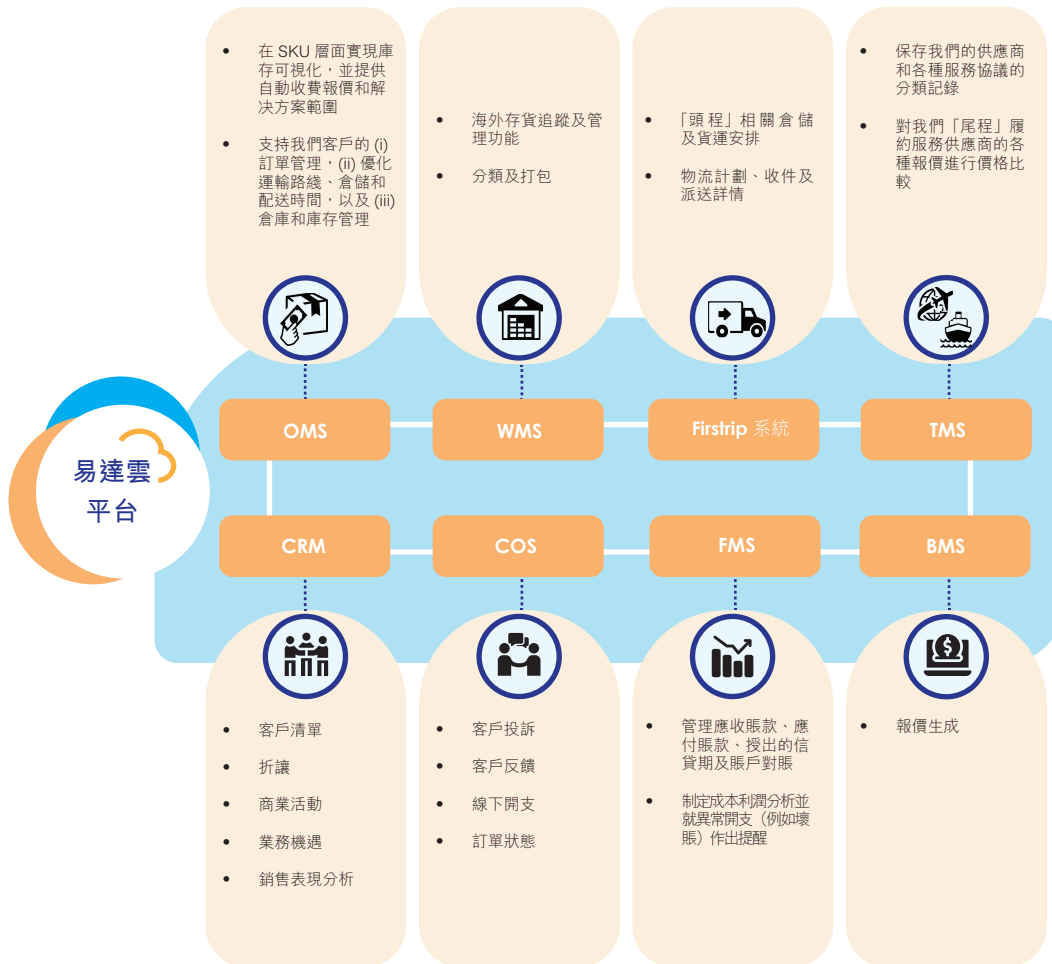 在 SKU 層面實現庫
存可視化，並提供
自動收費報價和解
決方案範圍
支持我們客戶的 (i)
訂單管理，(ii) 優化
運輸路綫、倉儲和
配送時間，以及 (iii)
倉庫和庫存管理
海外存貨追蹤及管
理功能
分類及打包
「頭程」相關倉儲
及貨運安排
物流計劃、收件及
派送詳情
保存我們的供應商
和各種服務協議的
分類記錄
對我們「尾程」履
約服務供應商的各
種報價進行價格比
較
易達雲
平台
OMS
WMS
Firstrip 系統
TMS
CRM
COS
FMS
BMS
客戶清單
折讓
商業活動
業務機遇
銷售表現分析
客戶投訴
客戶反饋
線下開支
訂單狀態
管理應收賬款、應
付賬款、授出的信
貸期及賬戶對賬
制定成本利潤分析並
就異常開支（例如壞
賬）作出提醒
報價生成